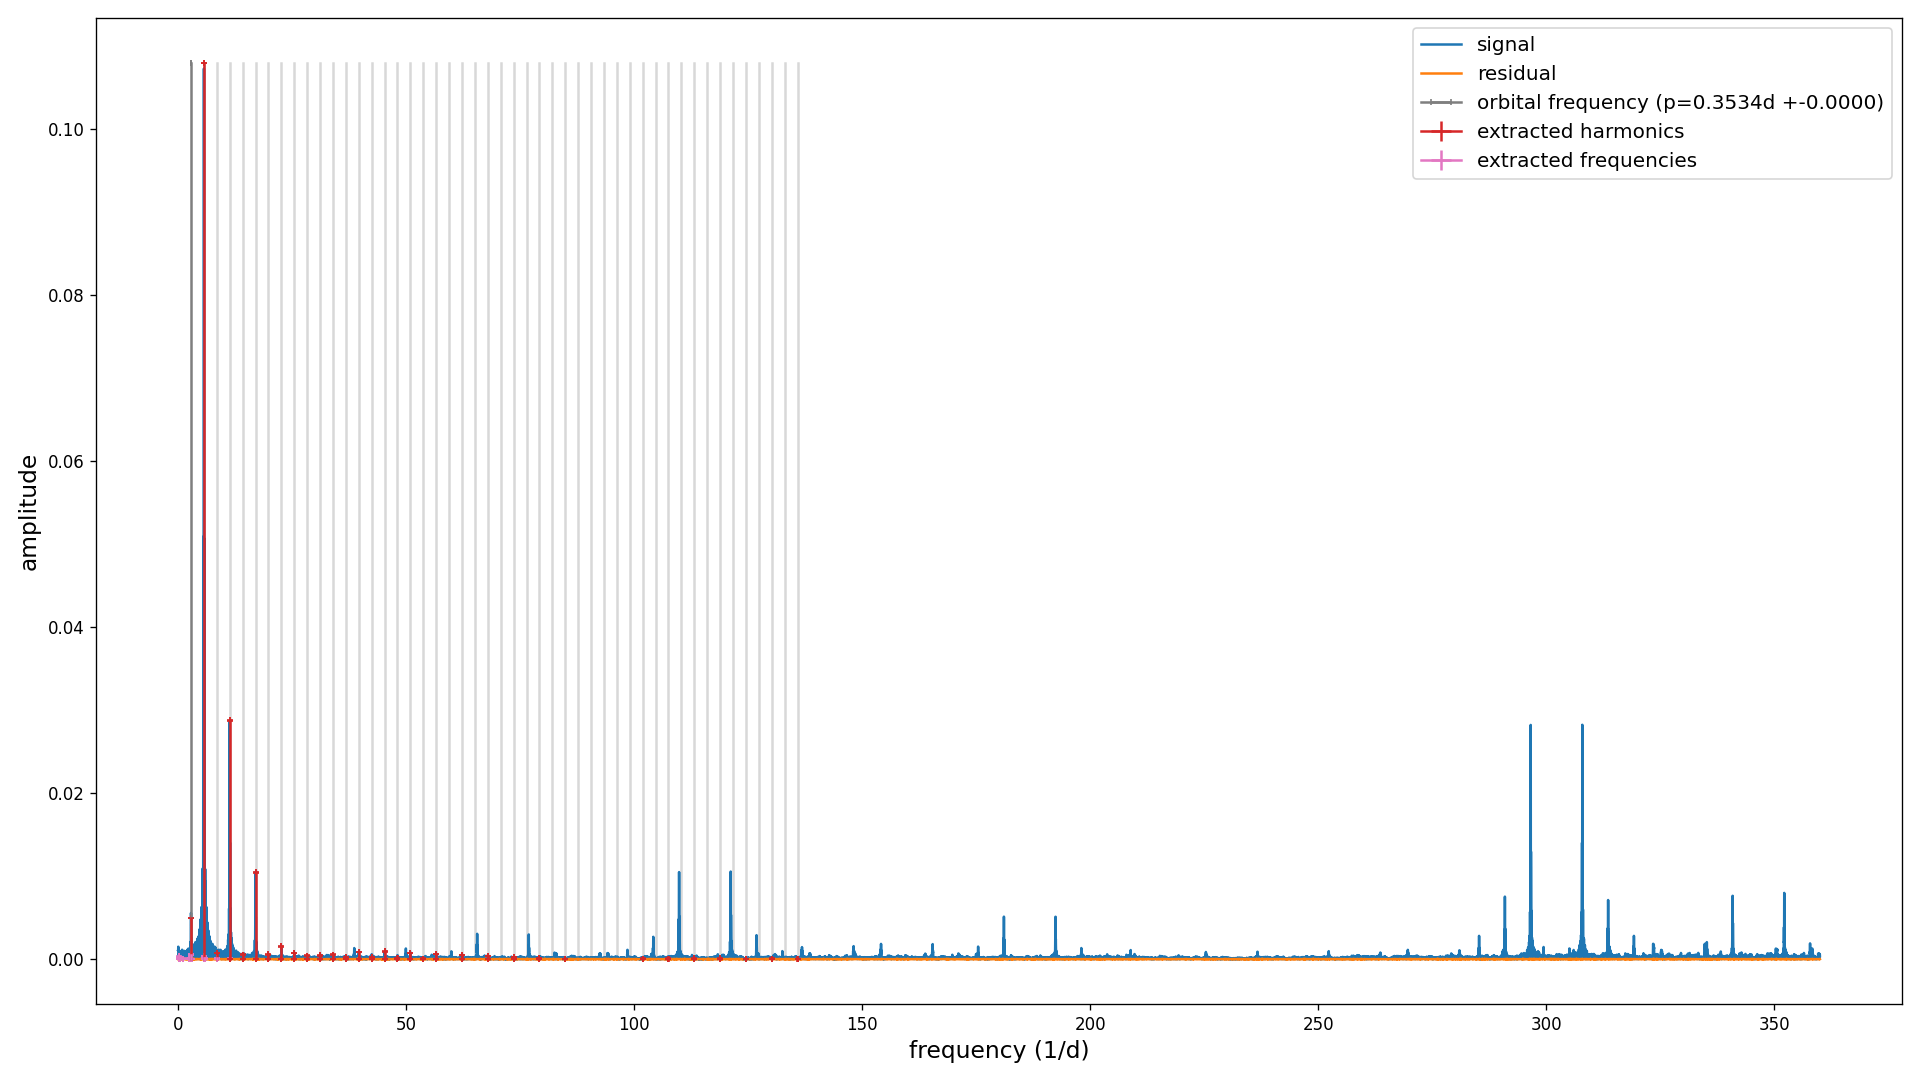 signal
residual
orbital frequency (p=0.3534d +-0.0000)
extracted harmonics
extracted frequencies
amplitude
0.10
0.08
0.06
0.04
0.02
0.00
0 50 100 150 200 250 300 350
frequency (1/d)